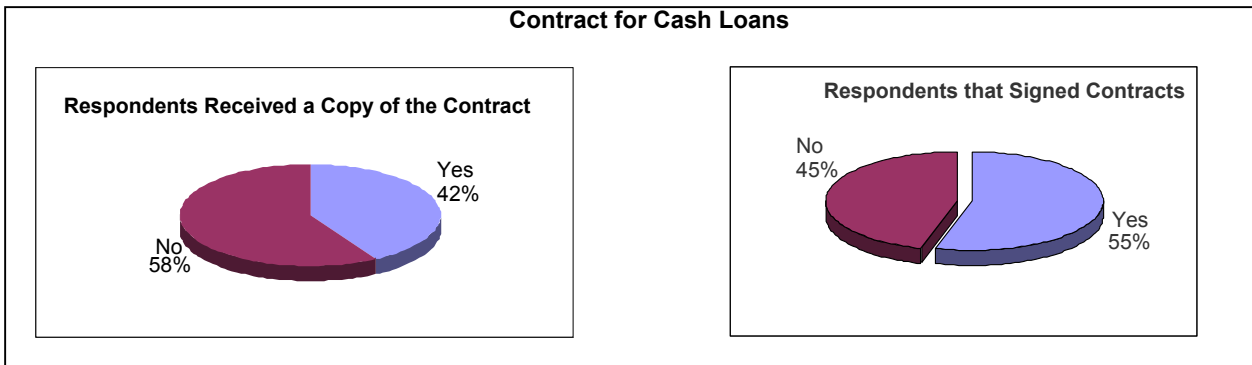 Contract for Cash Loans
Respondents Received a Copy of the Contract
Yes
42%
No
58%
Respondents that Signed Contracts
No
45%
Yes
55%